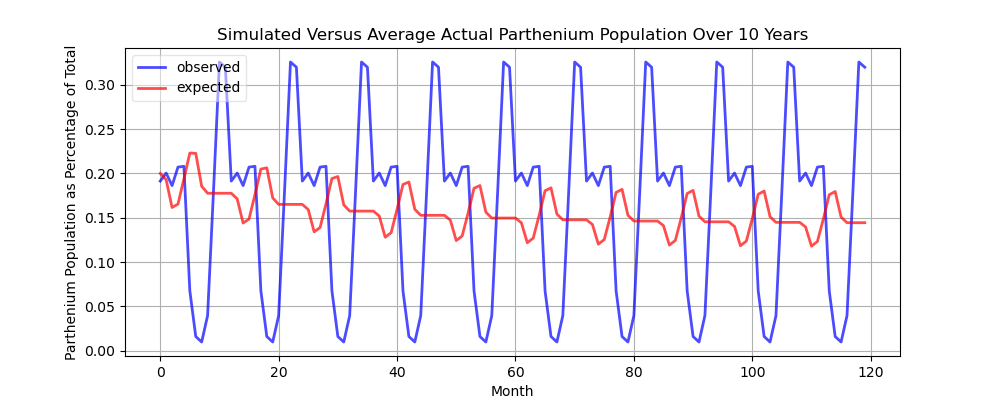 Simulated Versus Average Actual Parthenium Population Over 10 Years
Parthenium Population as Percentage of Total
observed
expected
0.30
0.25
0.20
0.15
0.10
0.05
0.00
0 20 40 60 80 100 120
Month